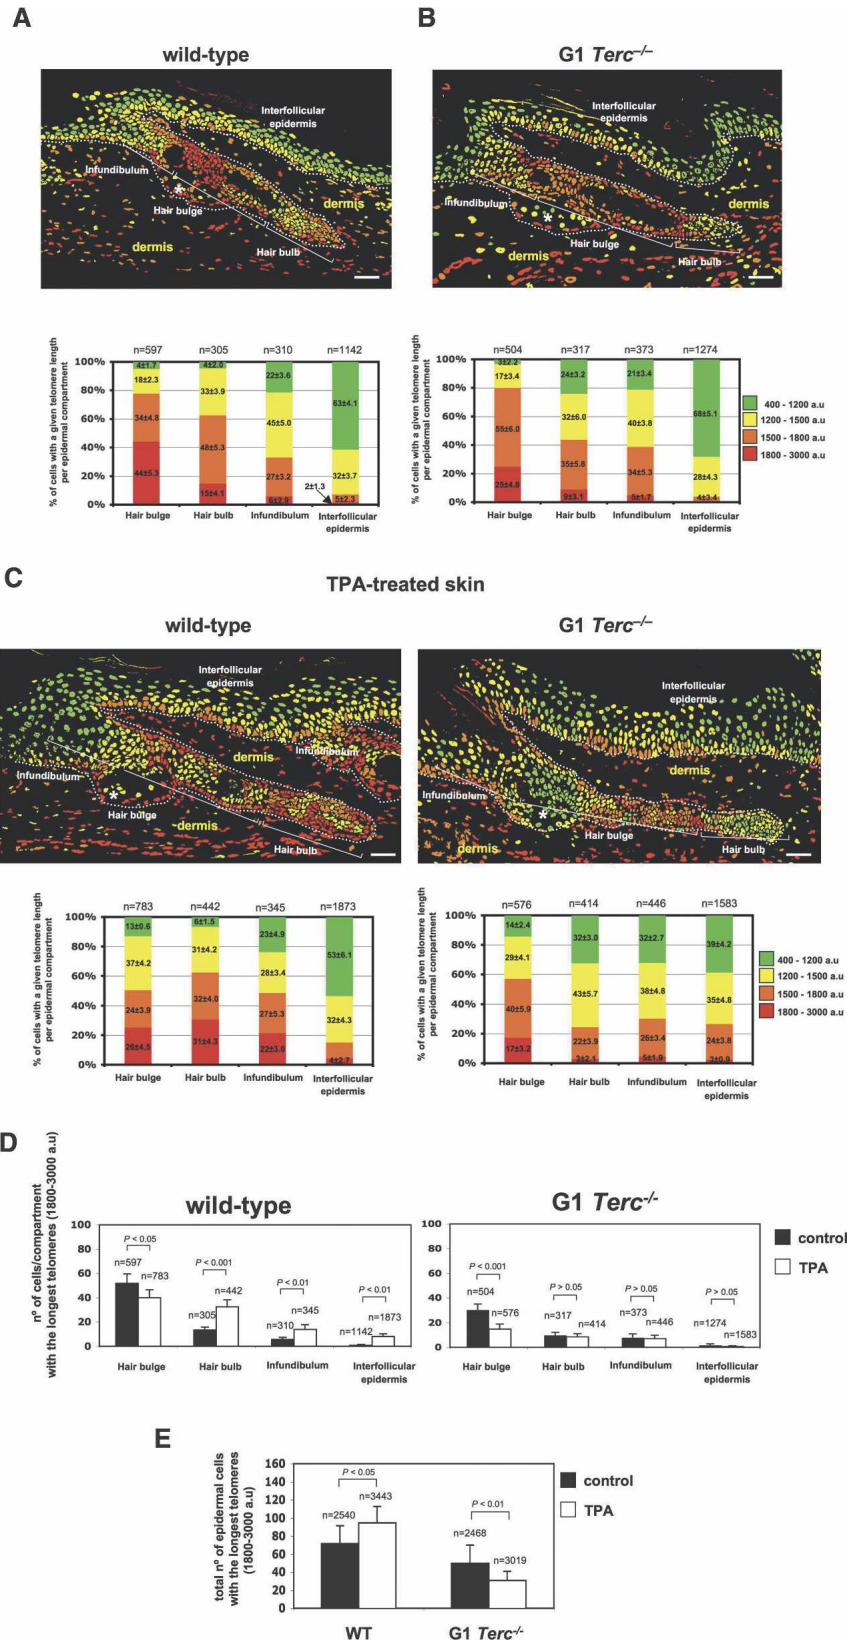 A
B
wild-type
G1 Terc–/–
Interfollicular
epidermis
Infundibulum
*
Hair bulge
Hair bulb
dermis
dermis
Interfollicular
epidermis
Infundibulum
*
Hair bulge
Hair bulb
dermis
dermis
% of cells with a given telomere length
per epidermal compartment
n=597 n=305 n=310 n=1142
100%
80%
60%
40%
20%
0%
4±1.7 4±2.0 22±3.6 63±4.1
18±2.3 33±3.9 45±5.0 32±3.7
34±4.8 48±5.3 27±3.2 5±2.3
44±5.3 15±4.1 6±2.9 2±1.3
Hair bulge Hair bulb Infundibulum Interfollicular
epidermis
% of cells with a given telomere length
per epidermal compartment
n=504 n=317 n=373 n=1274
100%
80%
60%
40%
20%
0%
3±2.2 24±3.2 21±3.4 68±5.1
17±3.4 32±6.0 40±3.8 28±4.3
55±6.0 35±5.8 34±5.3 4±3.4
25±4.8 9±3.1 5±1.7
Hair bulge Hair bulb Infundibulum Interfollicular
epidermis
400 - 1200 a.u
1200 - 1500 a.u
1500 - 1800 a.u
1800 - 3000 a.u
C
TPA-treated skin
wild-type
G1 Terc–/–
Interfollicular
epidermis
dermis
Infundibulum
Infundibulum
*
Hair bulge
dermis
Hair bulb
Interfollicular
epidermis
dermis
Infundibulum
*
Hair bulge
Hair bulb
dermis
% of cells with a given telomere length
per epidermal compartment
n=783 n=442 n=345 n=1873
100%
80%
60%
40%
20%
0%
13±0.6 6±1.5 23±4.9 53±6.1
37±4.2 31±4.2 28±3.4 32±4.3
24±3.9 32±4.0 27±5.3
26±4.5 31±4.3 22±3.6 4±2.7
Hair bulge Hair bulb Infundibulum Interfollicular
epidermis
% of cells with a given telomere length
per epidermal compartment
n=576 n=414 n=446 n=1583
100%
80%
60%
40%
20%
0%
14±2.4 32±3.0 32±2.7 39±4.2
29±4.1 43±5.7 38±4.8 35±4.8
40±5.9 22±3.9 26±3.4 24±3.8
17±3.2 3±2.1 5±1.9 3±0.9
Hair bulge Hair bulb Infundibulum Interfollicular
epidermis
400 - 1200 a.u
1200 - 1500 a.u
1500 - 1800 a.u
1800 - 3000 a.u
D
wild-type
G1 Terc-/-
nº of cells/compartment
with the longest telomeres (1800-3000 a.u)
100
80
60
40
20
0
P < 0.05 P < 0.001 P < 0.01 P < 0.01
n=597 n=783 n=305 n=442 n=310 n=345 n=1142 n=1873
Hair bulge Hair bulb Infundibulum Interfollicular
epidermis
100
80
60
40
20
0
P < 0.001 P > 0.05 P > 0.05 P > 0.05
n=504 n=576 n=317 n=414 n=373 n=446 n=1274 n=1583
Hair bulge Hair bulb Infundibulum Interfollicular
epidermis
control
TPA
E
total nº of epidermal cells
with the longest telomeres
(1800-3000 a.u)
160
140
120
100
80
60
40
20
0
P < 0.05 P < 0.01
n=2540 n=3443 n=2468 n=3019
WT G1 Terc-/-
control
TPA